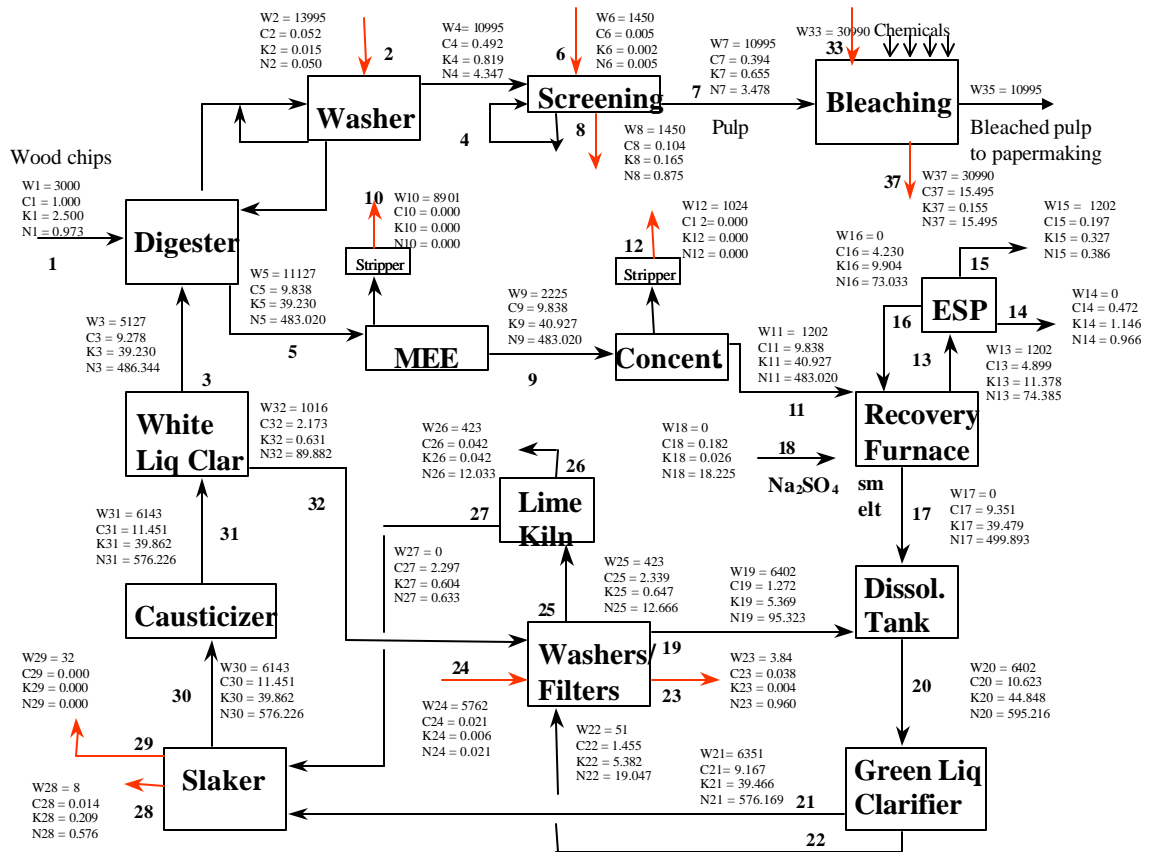 W2 = 13995
C2 = 0.052
K2 = 0.015
N2 = 0.050
2
W4= 10995
C4 = 0.492
K4 = 0.819
N4 = 4.347
6
W6 = 1450
C6 = 0.005
K6 = 0.002
N6 = 0.005
W7 = 10995
C7 = 0.394
K7 = 0.655
N7 = 3.478
7
Pulp
W33 = 30990
33
Chemicals
Washer
Screening
4
8
W8 = 1450
C8 = 0.104
K8 = 0.165
N8 = 0.875
Bleaching
W35 = 10995
Bleached pulp
to papermaking
37
W37 = 30990
C37 = 15.495
K37 = 0.155
N37 = 15.495
Wood chips
W1 = 3000
C1 = 1.000
K1 = 2.500
N1 = 0.973
1
Digester
10
W10 = 8901
C10 = 0.000
K10 = 0.000
N10 = 0.000
Stripper
12
W12 = 1024
C1 2= 0.000
K12 = 0.000
N12 = 0.000
Stripper
W15 = 1202
C15 = 0.197
K15 = 0.327
N15 = 0.386
15
W16 = 0
C16 = 4.230
K16 = 9.904
N16 = 73.033
16
ESP
14
W14 = 0
C14 = 0.472
K14 = 1.146
N14 = 0.966
13
W13 = 1202
C13 = 4.899
K13 = 11.378
N13 = 74.385
W5 = 11127
C5 = 9.838
K5 = 39.230
N5 = 483.020
5
MEE
W9 = 2225
C9 = 9.838
K9 = 40.927
N9 = 483.020
9
Concent.
W11 = 1202
C11 = 9.838
K11 = 40.927
N11 = 483.020
11
W3 = 5127
C3 = 9.278
K3 = 39.230
N3 = 486.344
3
White
Liq Clar
W32 = 1016
C32 = 2.173
K32 = 0.631
N32 = 89.882
32
W26 = 423
C26 = 0.042
K26 = 0.042
N26 = 12.033
26
27
Lime
Kiln
W18 = 0
C18 = 0.182
K18 = 0.026
N18 = 18.225
18
Na2SO4
Recovery
Furnace
sm
elt
17
W17 = 0
C17 = 9.351
K17 = 39.479
N17 = 499.893
W31 = 6143
C31 = 11.451
K31 = 39.862
N31 = 576.226
31
W27 = 0
C27 = 2.297
K27 = 0.604
N27 = 0.633
25
W25 = 423
C25 = 2.339
K25 = 0.647
N25 = 12.666
W19 = 6402
C19 = 1.272
K19 = 5.369
N19 = 95.323
19
Dissol.
Tank
Causticizer
Washers/
Filters
24
W24 = 5762
C24 = 0.021
K24 = 0.006
N24 = 0.021
23
W23 = 3.84
C23 = 0.038
K23 = 0.004
N23 = 0.960
20
W20 = 6402
C20 = 10.623
K20 = 44.848
N20 = 595.216
W29 = 32
C29 = 0.000
K29 = 0.000
N29 = 0.000
29
30
W30 = 6143
C30 = 11.451
K30 = 39.862
N30 = 576.226
W28 = 8
C28 = 0.014
K28 = 0.209
N28 = 0.576
28
Slaker
W22 = 51
C22 = 1.455
K22 = 5.382
N22 = 19.047
W21 = 6351
C21= 9.167
K21 = 39.466
N21 = 576.169
21
22
Green Liq
Clarifier